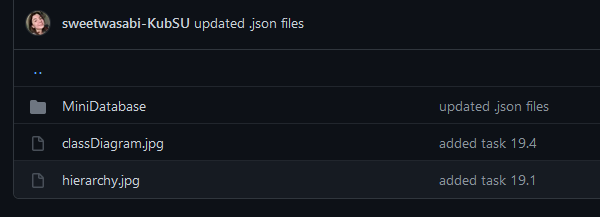 sweetwasabi-KubSU updated .json files
..
MiniDatabase updated .json files
classDiagram.jpg added task 19.4
hierarchy.jpg added task 19.1